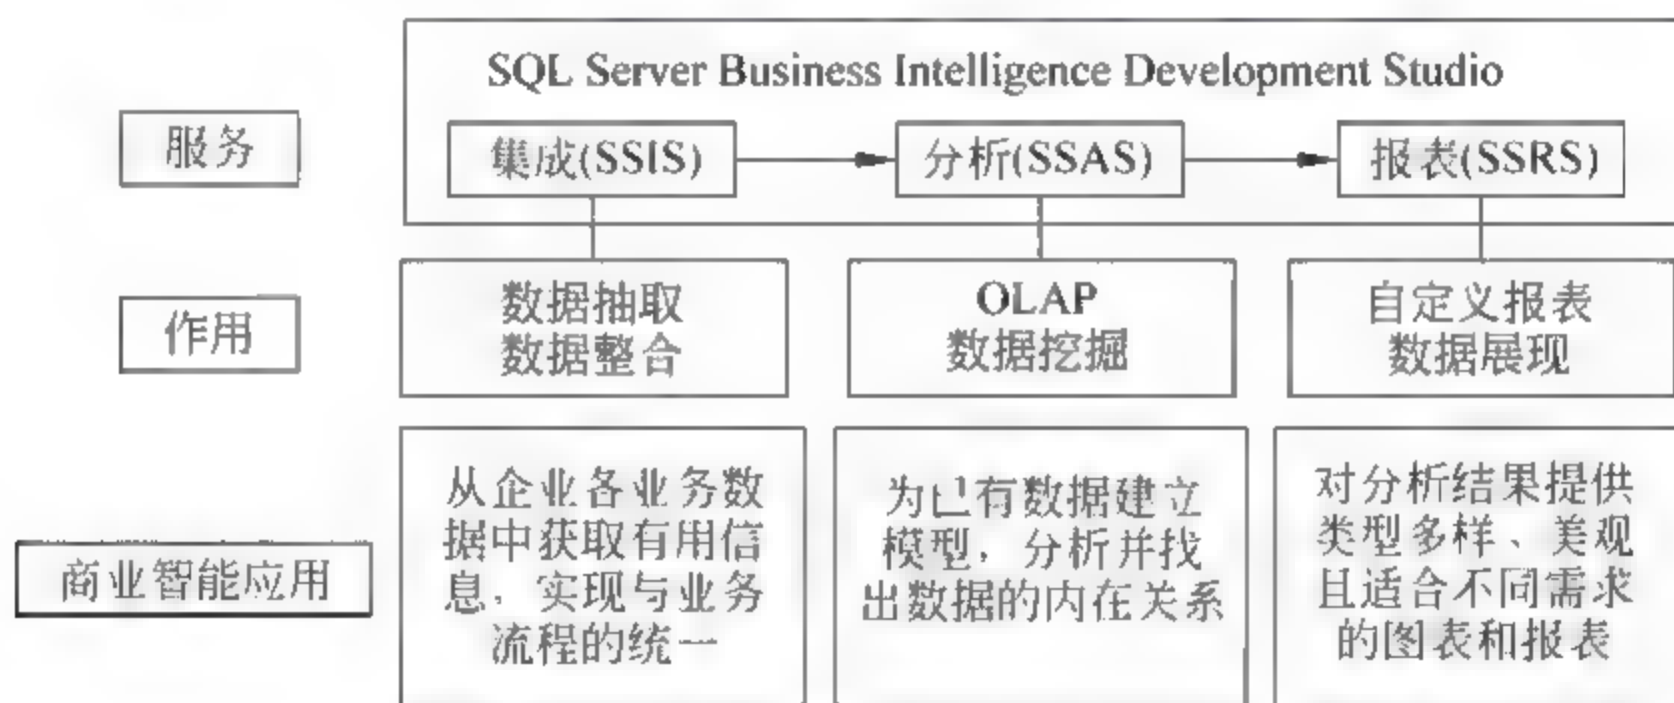 SQL Server Business Intelligence Development Studio
服务
集成(SSIS)
分析(SSAS)
报表(SSRS)
作用
数据抽取
数据整合
OLAP
数据挖掘
自定义报表
数据展现
商业智能应用
从企业各业务数
据中获取有用信
息，实现与业务
流程的统一
为已有数据建立
模型，分析并找
出数据的内在关系
对分析结果提供
类型多样、美观
且适合不同需求
的图表和报表